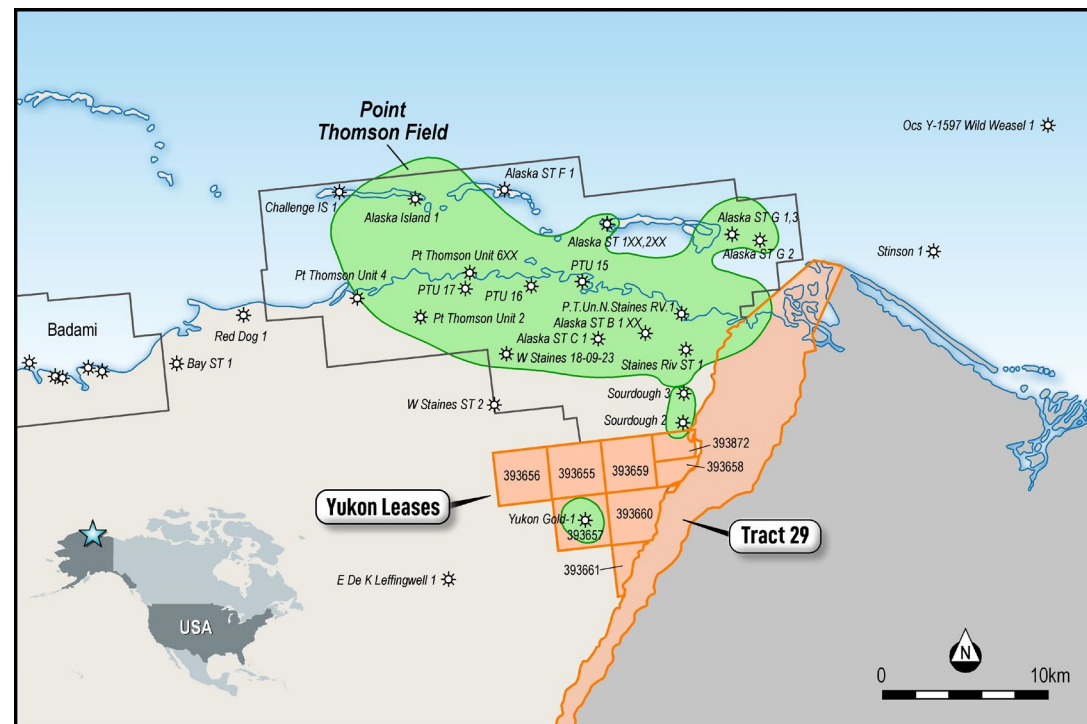 Point
Thomson Field
Ocs Y-1597 Wild Weasel 1
Alaska ST F 1
Challenge IS 1
Alaska Island 1
Alaska ST G 1,3
Alaska ST 1XX,2XX
Alaska ST G 2
Stinson 1
Pt Thomson Unit 6XX
Pt Thomson Unit 4
PTU 15
PTU 17
PTU 16
P.T.Un.N.Staines RV.1
Pt Thomson Unit 2
Alaska ST B 1 XX
Badami
Red Dog 1
Alaska ST C 1
W Staines 18-09-23
Bay ST 1
Staines Riv ST 1
Sourdough 3
W Staines ST 2
Sourdough 2
393872
393656
393655
393659
393658
Yukon Leases
Yukon Gold-1
393660
393657
Tract 29
393661
E De K Leffingwell 1
USA
N
0
10km